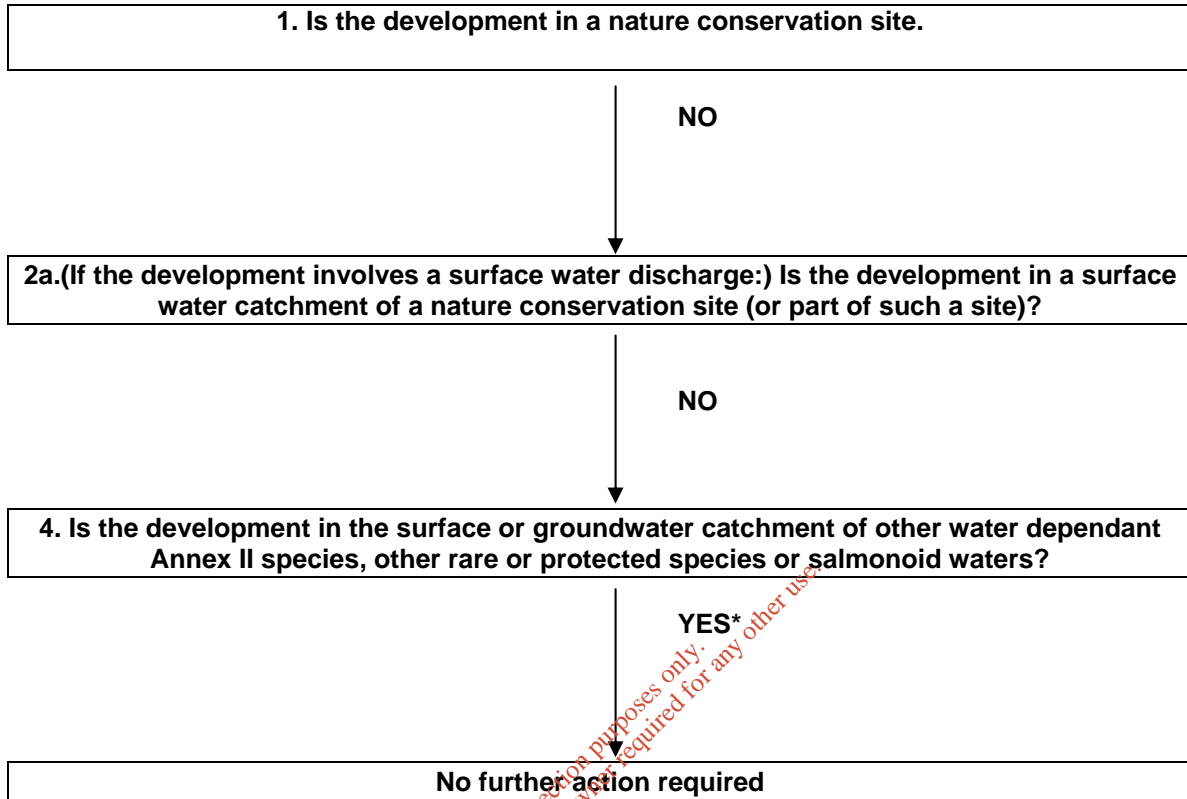 1. Is the development in a nature conservation site.
NO
2a.(If the development involves a surface water discharge:) Is the development in a surface
water catchment of a nature conservation site (or part of such a site)?
NO
4. Is the development in the surface or groundwater catchment of other water dependant
Annex II species, other rare or protected species or salmonoid waters?
YES*
ection purposes only.
required for any other use.
No further action required